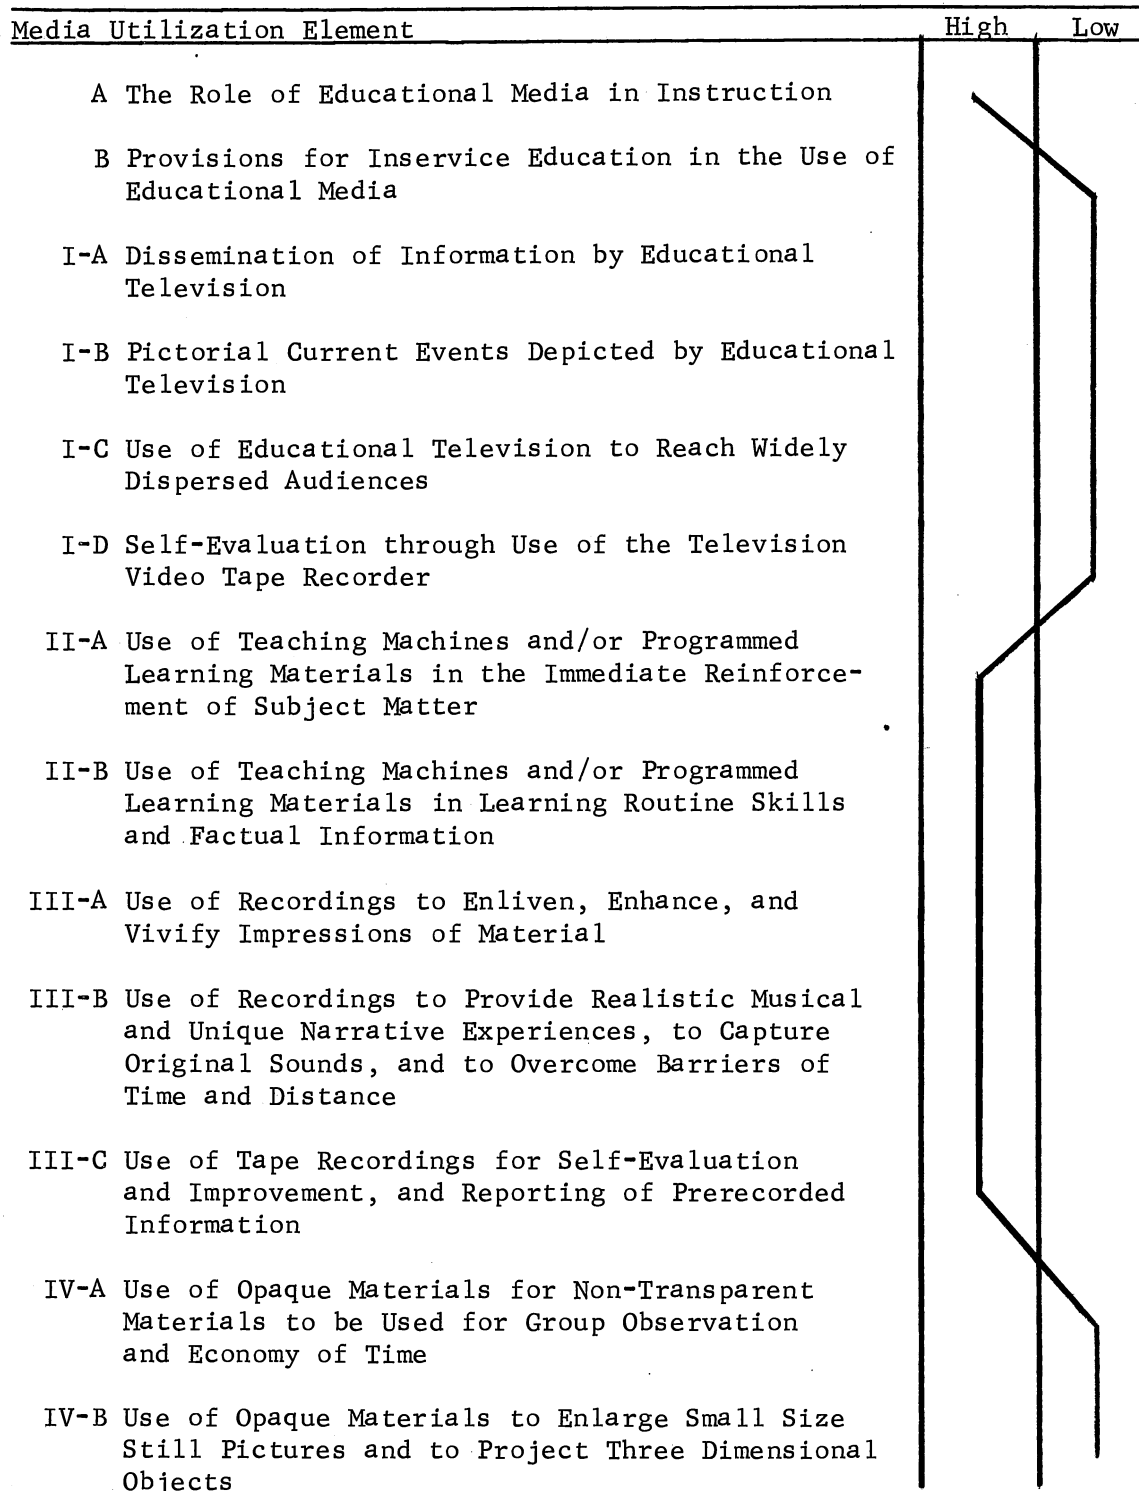 Media Utilization Element High Low
A The Role of Educational Media in Instruction
B Provisions for Inservice Education in the Use of
Educational Media
I-A Dissemination of Information by Educational
Television
I-B Pictorial Current Events Depicted by Educational
Television
I-C Use of Educational Television to Reach Widely
Dispersed Audiences
I-D Self-Evaluation through Use of the Television
Video Tape Recorder
II-A Use of Teaching Machines and/or Programmed
Learning Materials in the Immediate Reinforce-
ment of Subject Matter
II-B Use of Teaching Machines and/or Programmed
Learning Materials in Learning Routine Skills
and Factual Information
III-A Use of Recordings to Enliven, Enhance, and
Vivify Impressions of Material
III-B Use of Recordings to Provide Realistic Musical
and Unique Narrative Experiences, to Capture
Original Sounds, and to Overcome Barriers of
Time and Distance
III-C Use of Tape Recordings for Self-Evaluation
and Improvement, and Reporting of Prerecorded
Information
IV-A Use of Opaque Materials for Non-Transparent
Materials to be Used for Group Observation
and Economy of Time
IV-B Use of Opaque Materials to Enlarge Small Size
Still Pictures and to Project Three Dimensional
Objects